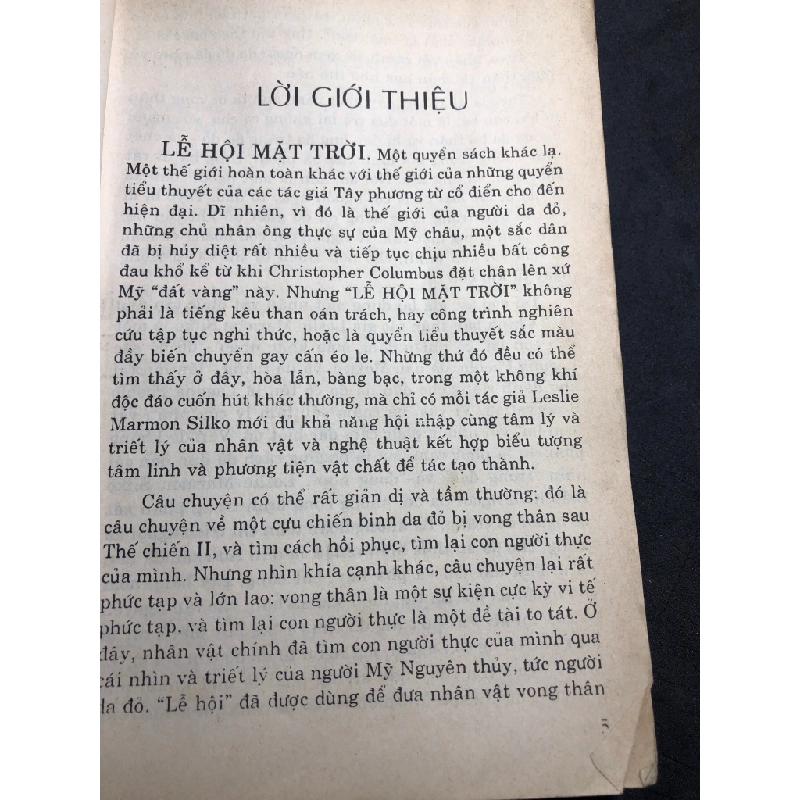 LỜI GIỚI THIỆU
LỄ HỘI MẶT TRỜI. Một quyển sách khác lạ.
Một thế giới hoàn toàn khác với thế giới của những quyển
tiểu thuyết của các tác giả Tây phương từ cổ điển cho đến
hiện đại. Dĩ nhiên, vì đó là thế giới của người da đỏ,
những chủ nhân ông thực sự của Mỹ châu, một sắc dân
đã bị hủy diệt rất nhiều và tiếp tục chịu nhiều bất công
đau khổ kể từ khi Christopher Columbus đặt chân lên xứ
Mỹ “đất vàng” này. Nhưng “LỄ HỘI MẶT TRỜI” không
phải là tiếng kêu than oán trách, hay công trình nghiên
cứu tập tục nghi thức, hoặc là quyển tiểu thuyết sắc màu
đầy biến chuyển gay cấn éo le. Những thứ đó đều có thể
tìm thấy ở đây, hòa lẫn, bàng bạc, trong một không khí
độc đáo cuốn hút khác thường, mà chỉ có mỗi tác giả Leslie
Marmon Silko mới đủ khả năng hội nhập cùng tâm lý và
triết lý của nhân vật và nghệ thuật kết hợp biểu tượng
tâm linh và phương tiện vật chất để tác tạo thành.
Câu chuyện có thể rất giản dị và tầm thường: đó là
câu chuyện về một cựu chiến binh da đỏ bị vong thân sau
Thế chiến II, và tìm cách hồi phục, tìm lại con người thực
của mình. Nhưng nhìn khía cạnh khác, câu chuyện lại rất
phức tạp và lớn lao: vong thân là một sự kiện cực kỳ vi tế
phức tạp, và tìm lại con người thực là một đề tài to tát. Ở
đây, nhân vật chính đã tìm con người thực của mình qua
cái nhìn và triết lý của người Mỹ Nguyên thủy, tức người
da đỏ. “Lễ hội” đã được dùng để đưa nhân vật vong thân
5